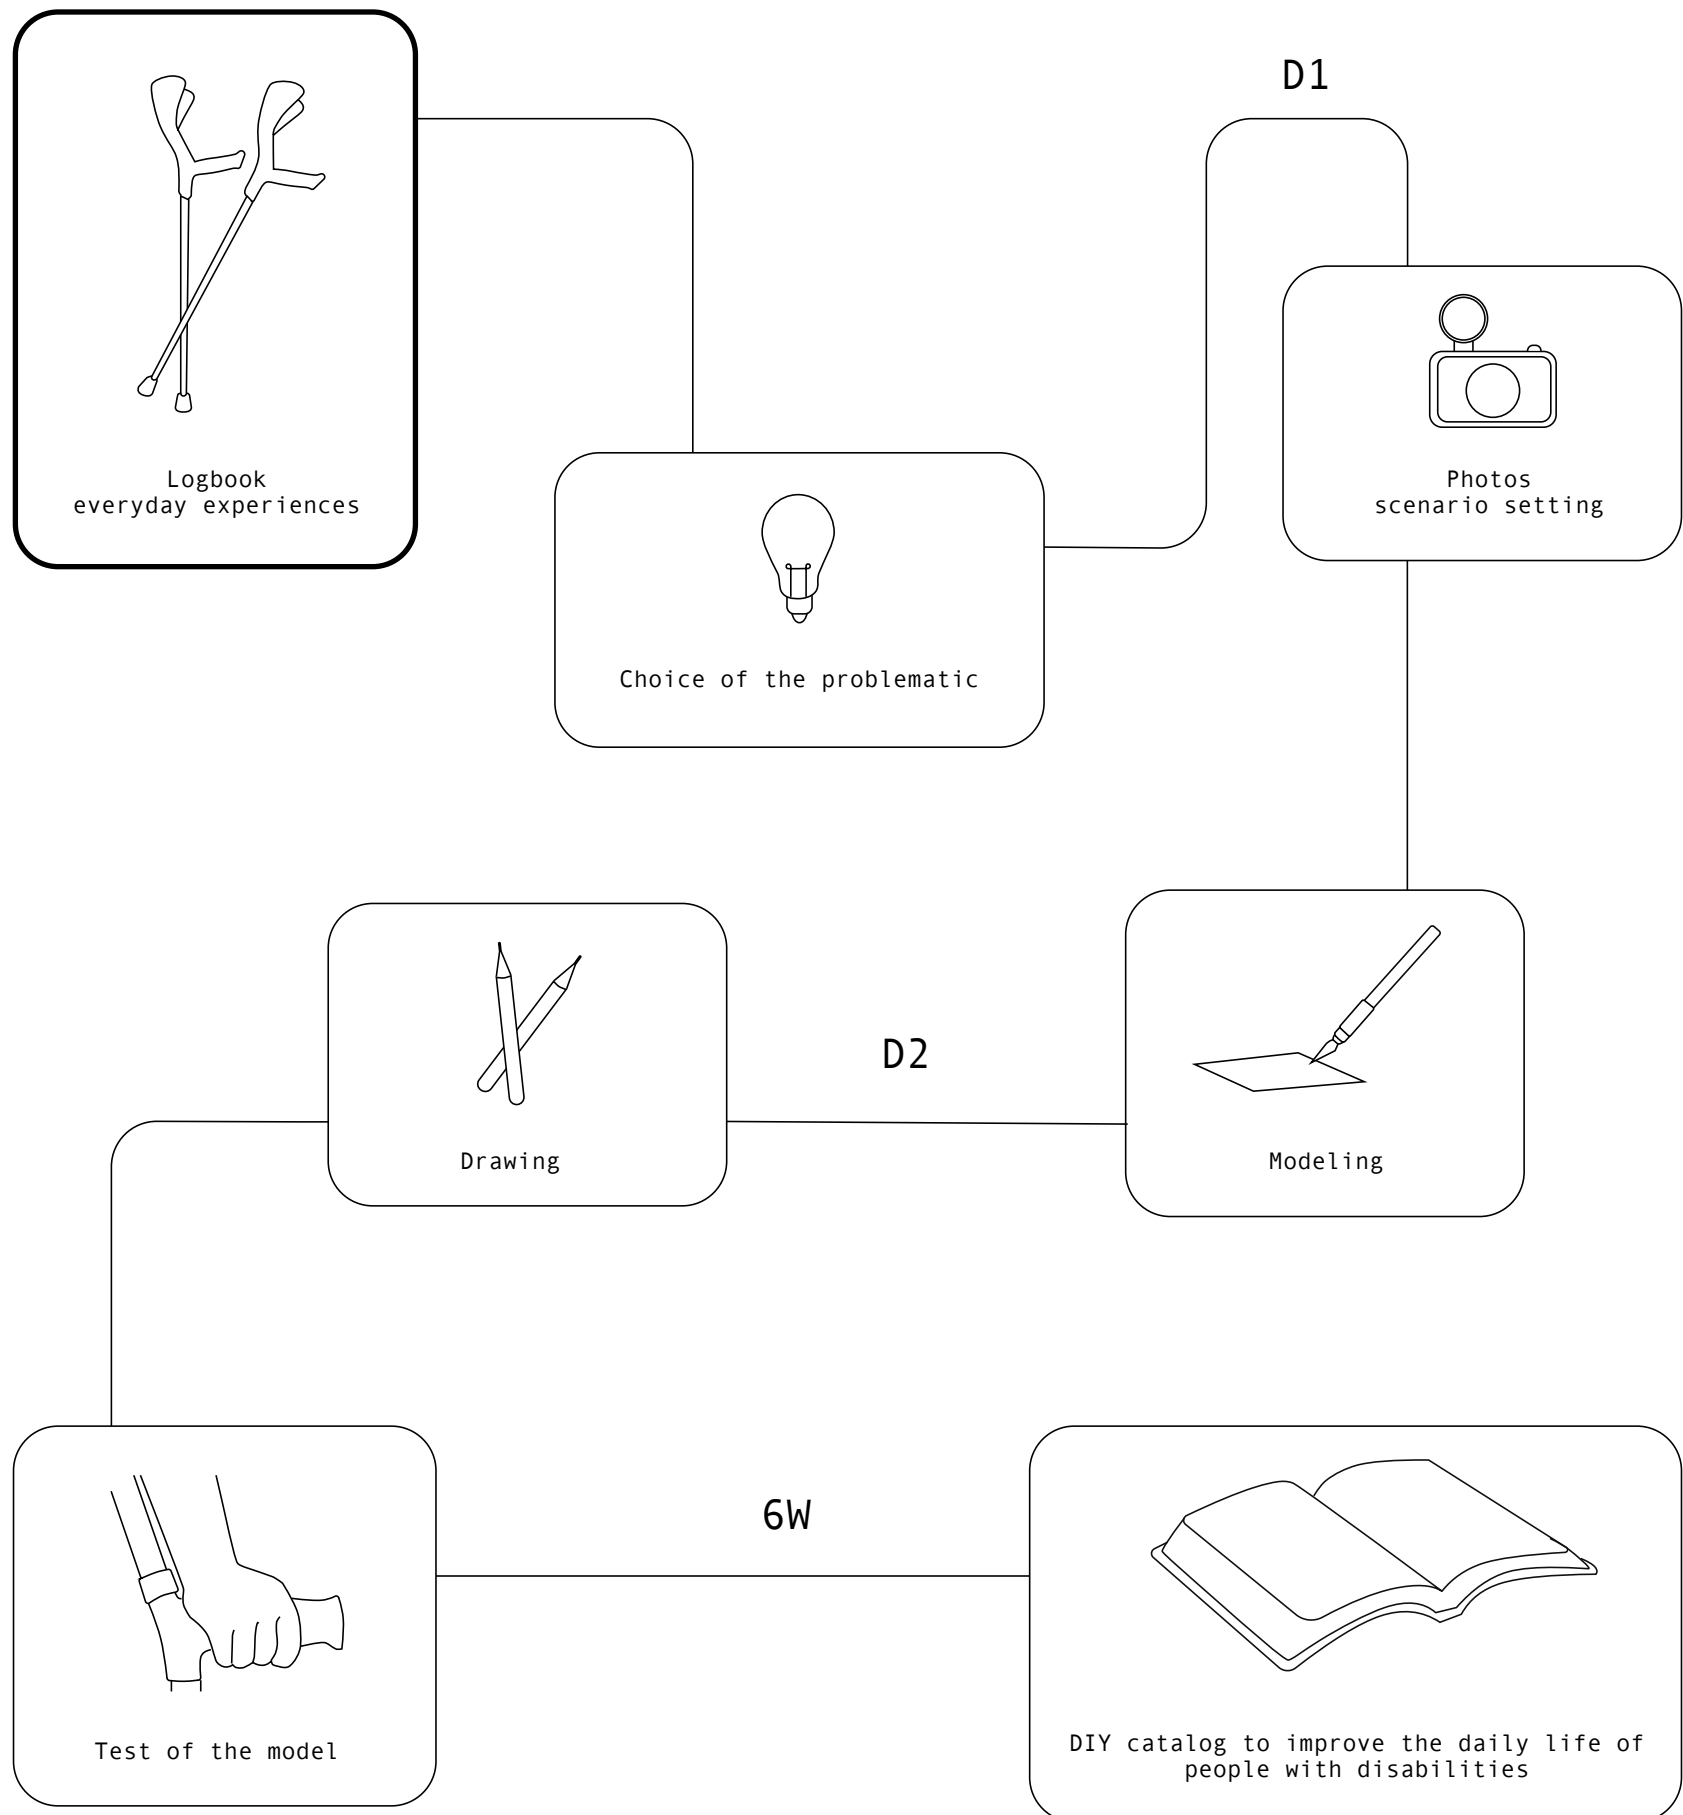 D1
Logbook
everyday experiences
Photos
scenario setting
Choice of the problematic
D2
Drawing
Modeling
6W
Test of the model
DIY catalog to improve the daily life of
people with disabilities